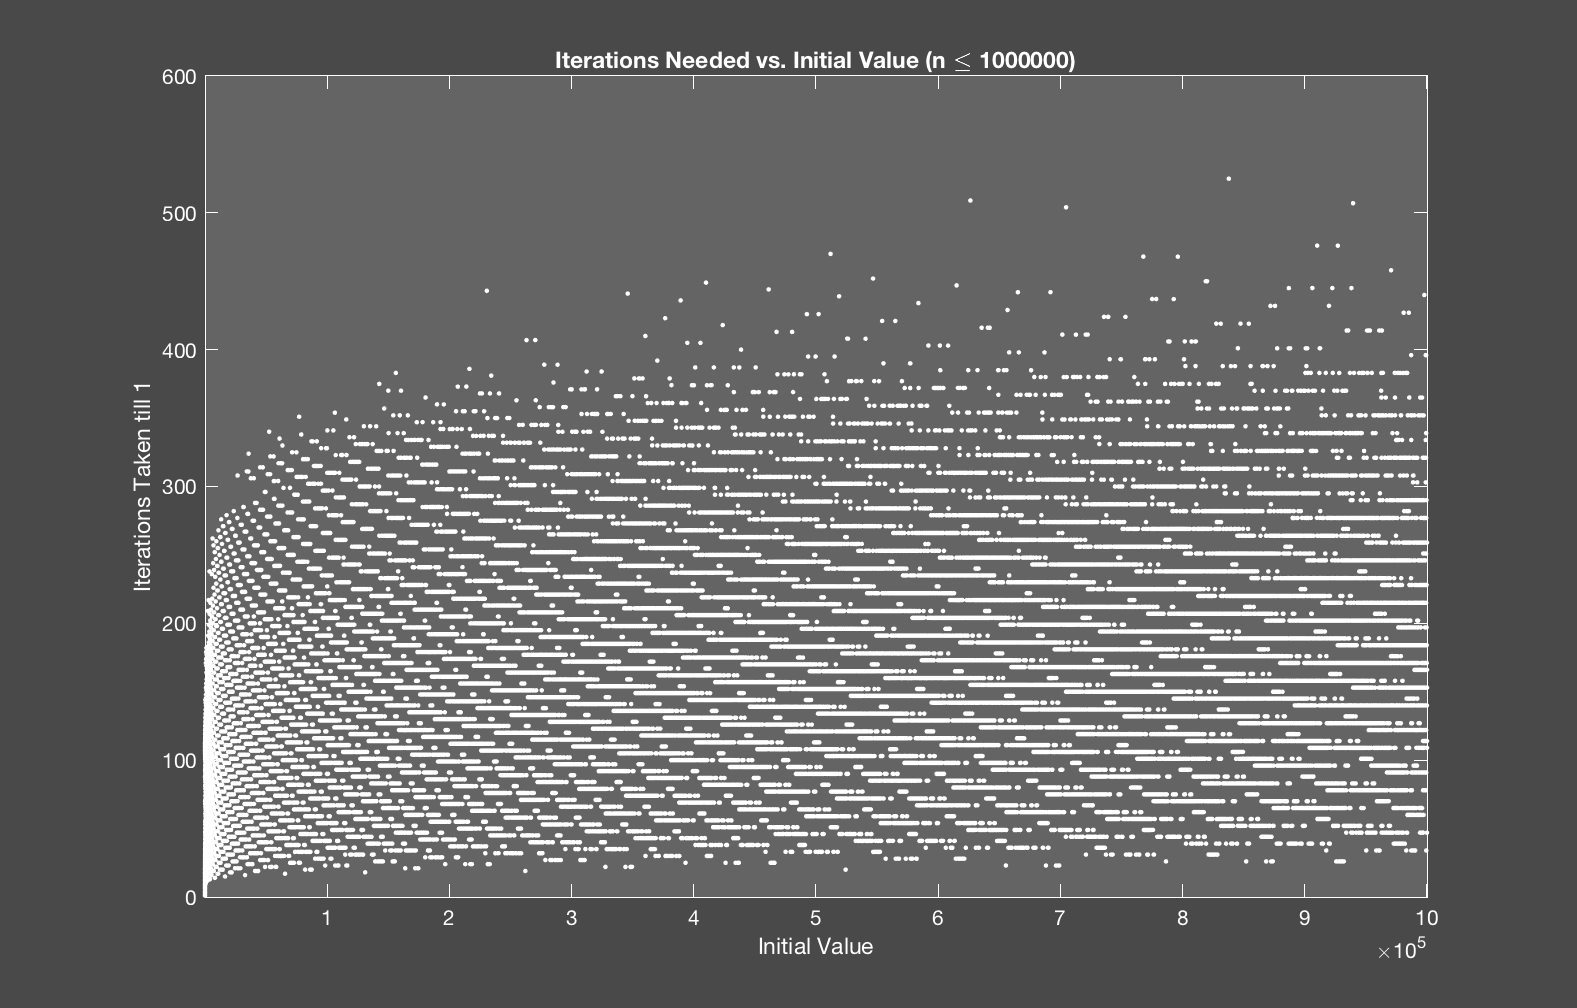 Iterations Needed vs. Initial Value (n ≤ 1000000)
600
500
400
300
200
100
0
Iterations Taken till 1
1 2 3 4 5 6 7 8 9 10
Initial Value
×10⁵